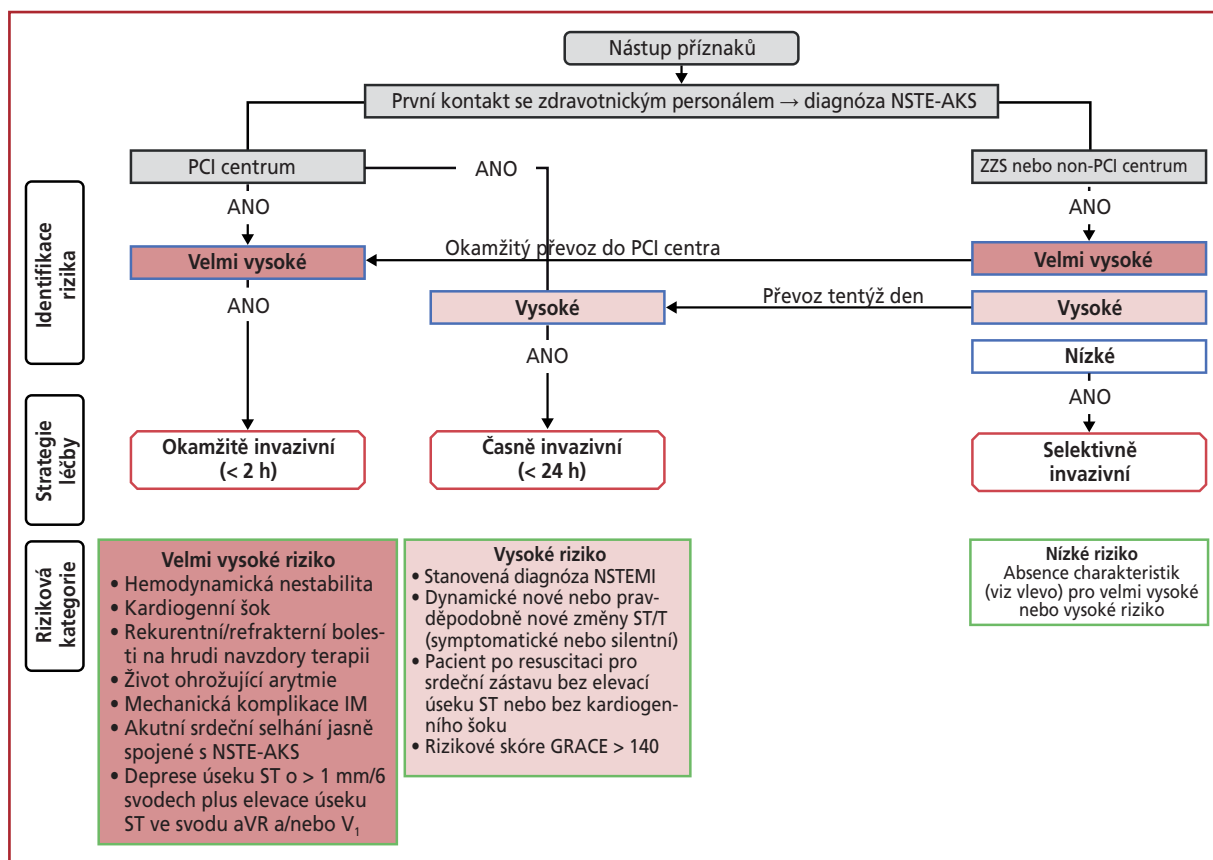 Nástup příznaků
První kontakt se zdravotnickým personálem → diagnóza NSTE-AKS
PCI centrum
ANO
ZZS nebo non-PCI centrum
ANO
ANO
Identifikace
rizika
Okamžitý převoz do PCI centra
Velmi vysoké
Velmi vysoké
ANO
Převoz tentýž den
Vysoké
Vysoké
ANO
Nízké
ANO
Strategie
léčby
Okamžitě invazivní
(< 2 h)
Časně invazivní
(< 24 h)
Selektivně
invazivní
Riziková
kategorie
Velmi vysoké riziko
• Hemodynamická nestabilita
• Kardiogenní šok
• Rekurentní/refrakterní boles-
ti na hrudi navzdory terapii
• Život ohrožující arytmie
• Mechanická komplikace IM
• Akutní srdeční selhání jasně
spojené s NSTE-AKS
• Deprese úseku ST o > 1 mm/6
svodech plus elevace úseku
ST ve svodu aVR a/nebo V₁
Vysoké riziko
• Stanovená diagnóza NSTEMI
• Dynamické nové nebo prav-
děpodobně nové změny ST/T
(symptomatické nebo silentní)
• Pacient po resuscitaci pro
srdeční zástavu bez elevací
úseku ST nebo bez kardiogen-
ního šoku
• Rizikové skóre GRACE > 140
Nízké riziko
Absence charakteristik
(viz vlevo) pro velmi vysoké
nebo vysoké riziko